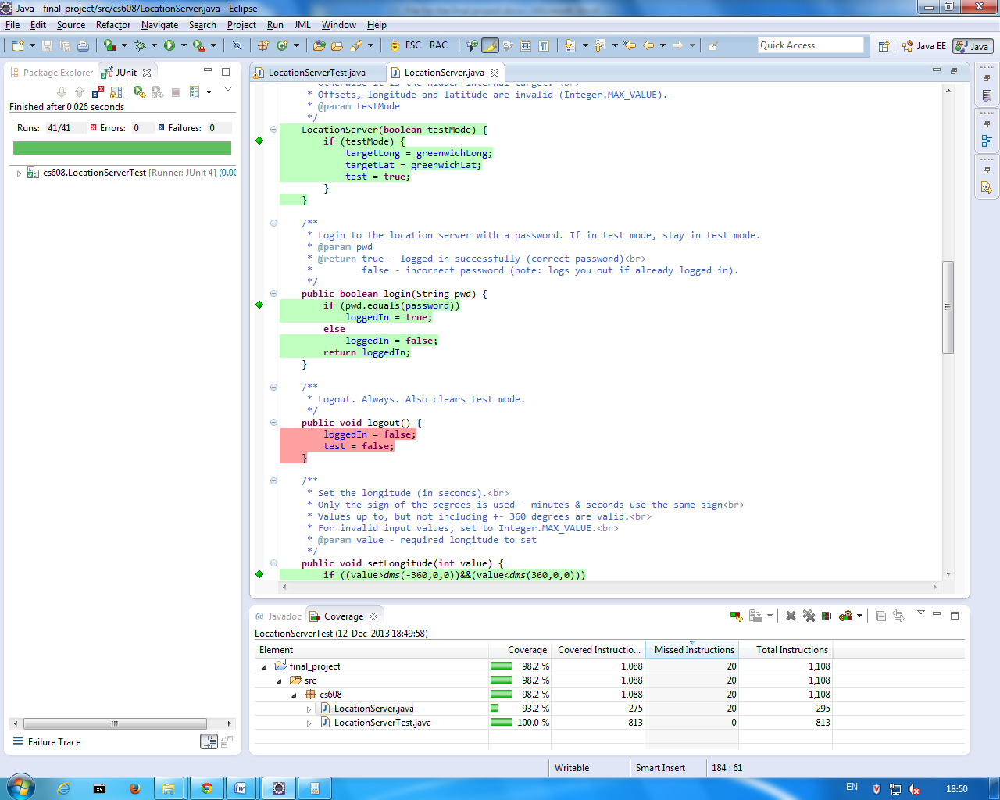 Java - final_project/src/cs608/LocationServer.java - Eclipse
File Edit Source Refactor Navigate Search Project Run JML Window Help
ESC RAC Quick Access Java EE Java
Package Explorer JUnit
Finished after 0.026 seconds
Runs: 41/41 Errors: 0 Failures: 0
cs608.LocationServerTest [Runner: JUnit 4] (0.00
Failure Trace
LocationServerTest.java LocationServer.java
* Otherwise it is the hidden internal target. <br>
* Offsets, longitude and latitude are invalid (Integer.MAX_VALUE).
* @param testMode
*/
LocationServer(boolean testMode) {
if (testMode) {
targetLong = greenwichLong;
targetLat = greenwichLat;
test = true;
}
}
/**
* Login to the location server with a password. If in test mode, stay in test mode.
* @param pwd
* @return true - logged in successfully (correct password)<br>
* false - incorrect password (note: logs you out if already logged in).
*/
public boolean login(String pwd) {
if (pwd.equals(password))
loggedIn = true;
else
loggedIn = false;
return loggedIn;
}
/**
* Logout. Always. Also clears test mode.
*/
public void logout() {
loggedIn = false;
test = false;
}
/**
* Set the longitude (in seconds).<br>
* Only the sign of the degrees is used - minutes & seconds use the same sign<br>
* Values up to, but not including +- 360 degrees are valid.<br>
* For invalid input values, set to Integer.MAX_VALUE.<br>
* @param value - required longitude to set
*/
public void setLongitude(int value) {
if ((value>dms(-360,0,0))&&(value<dms(360,0,0)))
@ Javadoc Coverage
LocationServerTest (12-Dec-2013 18:49:58)
Element Coverage Covered Instructio... Missed Instructions Total Instructions
final_project 98.2 % 1,088 20 1,108
src 98.2 % 1,088 20 1,108
cs608 98.2 % 1,088 20 1,108
LocationServer.java 93.2 % 275 20 295
LocationServerTest.java 100.0 % 813 0 813
Writable Smart Insert 184 : 61
EN 18:50